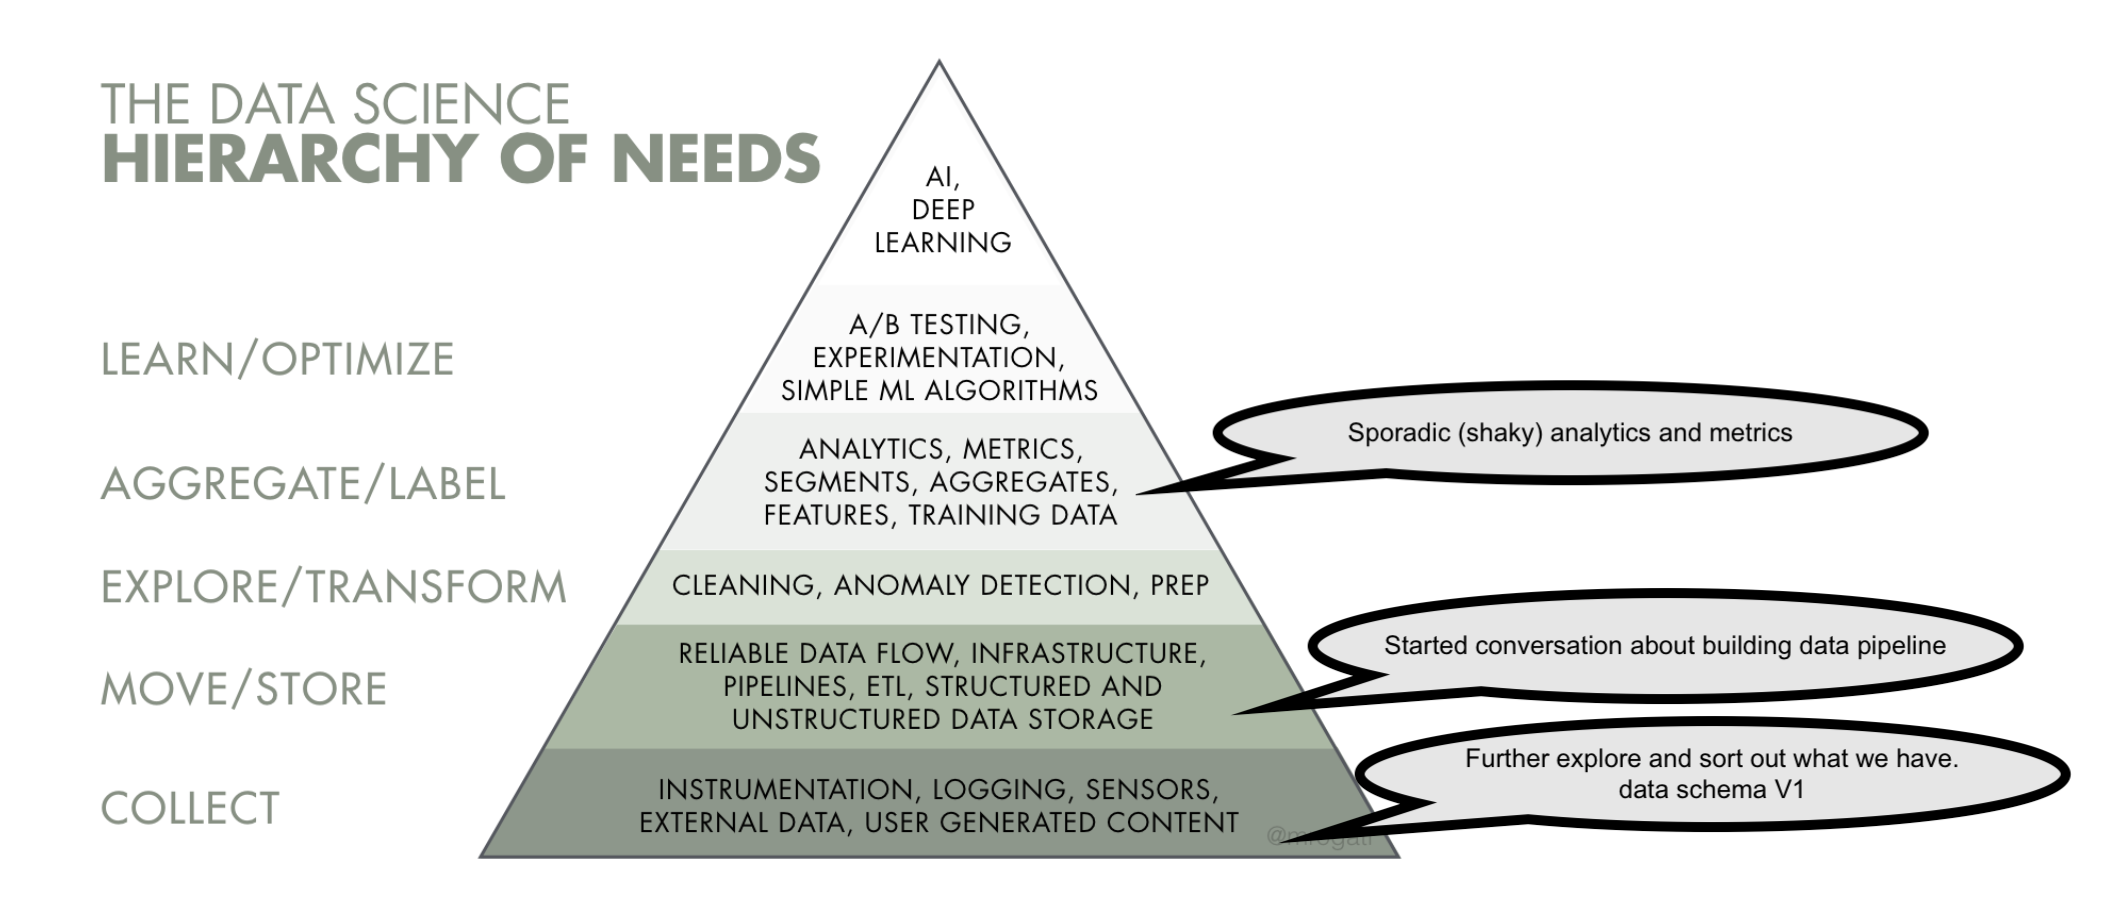 THE DATA SCIENCE
HIERARCHY OF NEEDS
AI,
DEEP
LEARNING
LEARN/OPTIMIZE
A/B TESTING,
EXPERIMENTATION,
SIMPLE ML ALGORITHMS
AGGREGATE/LABEL
ANALYTICS, METRICS,
SEGMENTS, AGGREGATES,
FEATURES, TRAINING DATA
Sporadic (shaky) analytics and metrics
EXPLORE/TRANSFORM
CLEANING, ANOMALY DETECTION, PREP
MOVE/STORE
RELIABLE DATA FLOW, INFRASTRUCTURE,
PIPELINES, ETL, STRUCTURED AND
UNSTRUCTURED DATA STORAGE
Started conversation about building data pipeline
COLLECT
INSTRUMENTATION, LOGGING, SENSORS,
EXTERNAL DATA, USER GENERATED CONTENT
Further explore and sort out what we have.
data schema V1
@mrogati